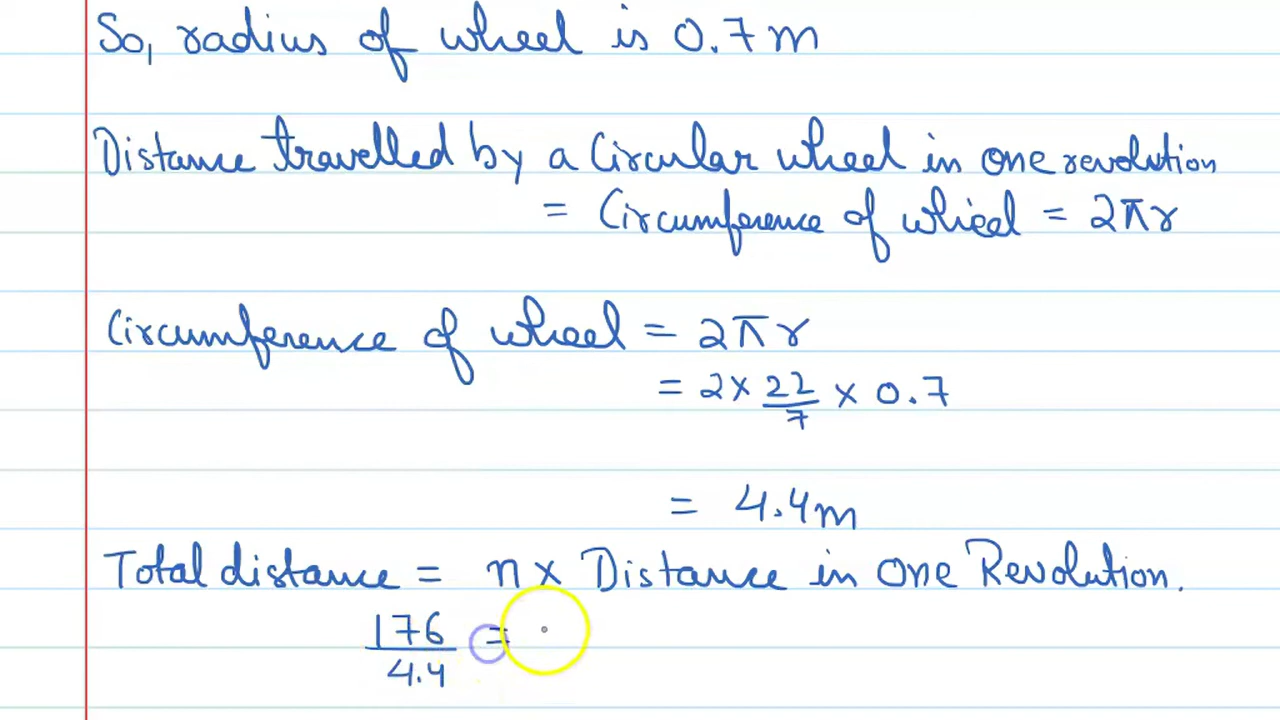 So, radius of wheel is 0.7m
Distance travelled by a Circular wheel in one revolution
= Circumference of wheel = 2πr
Circumference of wheel = 2πr
= 2 × 22/7 × 0.7
= 4.4m
Total distance = n × Distance in One Revolution.
176/4.4 =